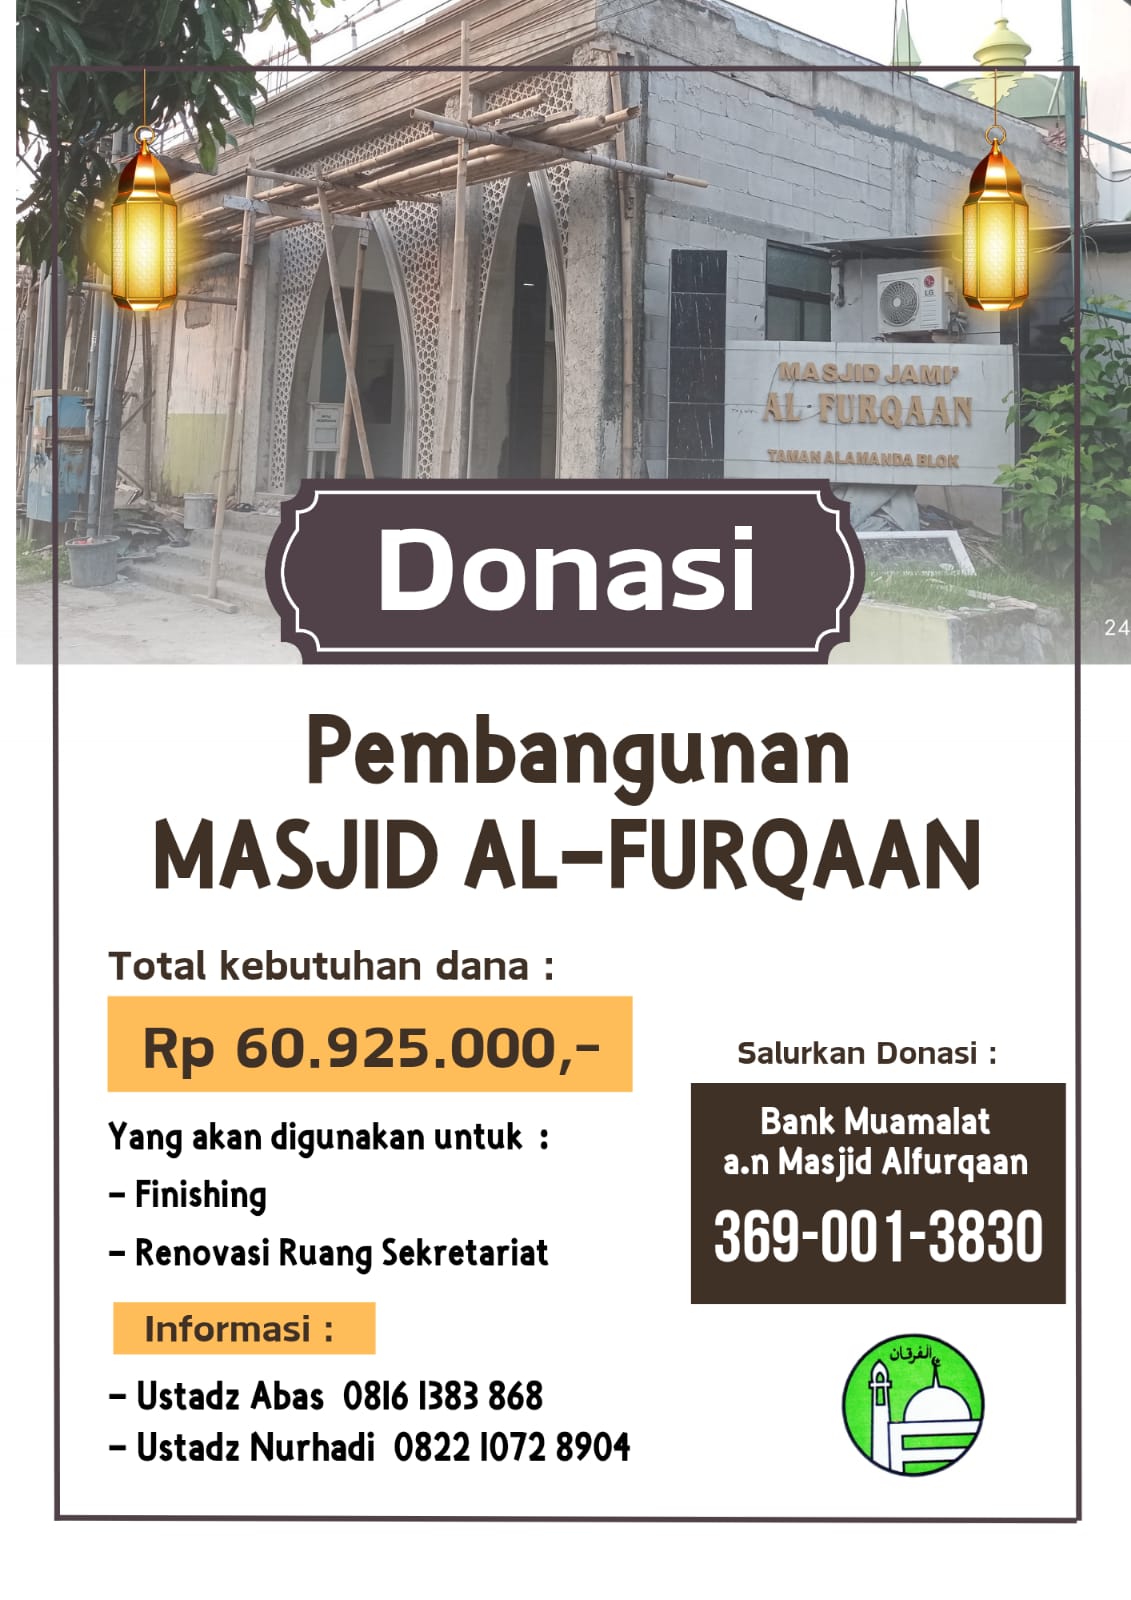 LG
MASJID JAMI'
AL FURQAAN
TAMAN ALAMANDA BLOK
24
Donasi
Pembangunan
MASJID AL-FURQAAN
Total kebutuhan dana :
Rp 60.925.000,-
Yang akan digunakan untuk :
- Finishing
- Renovasi Ruang Sekretariat
Salurkan Donasi :
Bank Muamalat
a.n Masjid Alfurqaan
369-001-3830
Informasi :
- Ustadz Abas 0816 1383 868
- Ustadz Nurhadi 0822 1072 8904
الفرقان